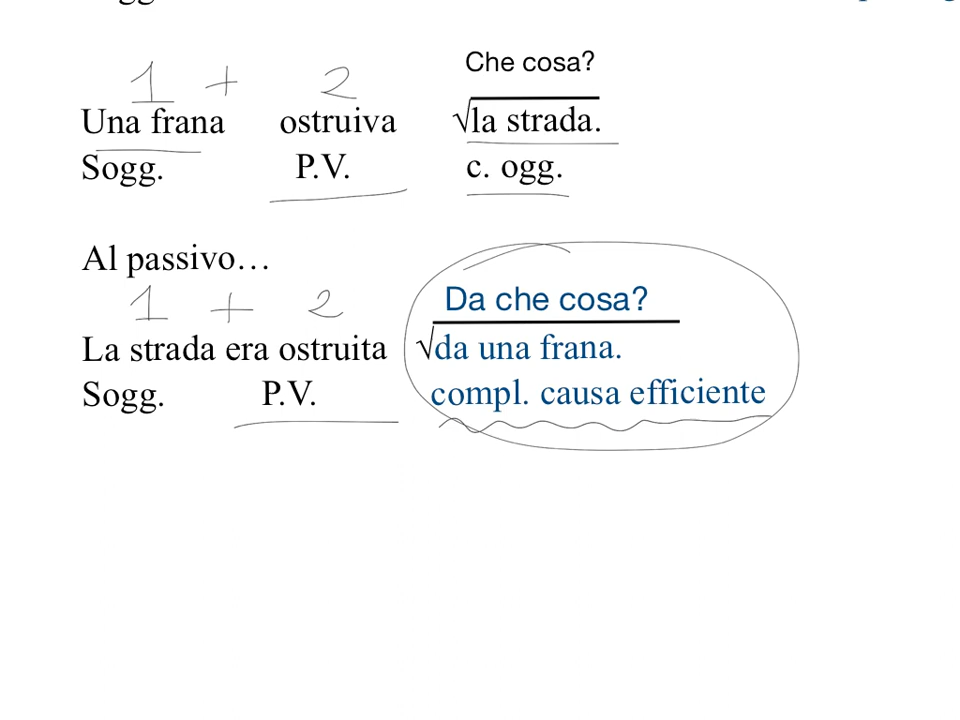 Che cosa?
1 + 2
Una frana ostruiva √la strada.
Sogg. P.V. c. ogg.
Al passivo…
1 + 2
Da che cosa?
La strada era ostruita √da una frana.
Sogg. P.V. compl. causa efficiente